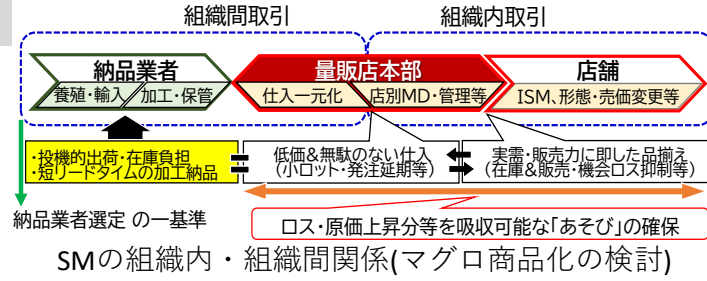 組織間取引
組織内取引
納品業者
量販店本部
店舗
養殖・輸入
加工・保管
仕入一元化
店別MD・管理等
ISM、形態・売価変更等
・投機的出荷・在庫負担
・短リードタイムの加工納品
低価&無駄のない仕入
(小ロット・発注延期等)
実需・販売力に即した品揃え
(在庫&販売・機会ロス抑制等)
納品業者選定 の一基準
ロス・原価上昇分等を吸収可能な「あそび」の確保
SMの組織内・組織間関係(マグロ商品化の検討)